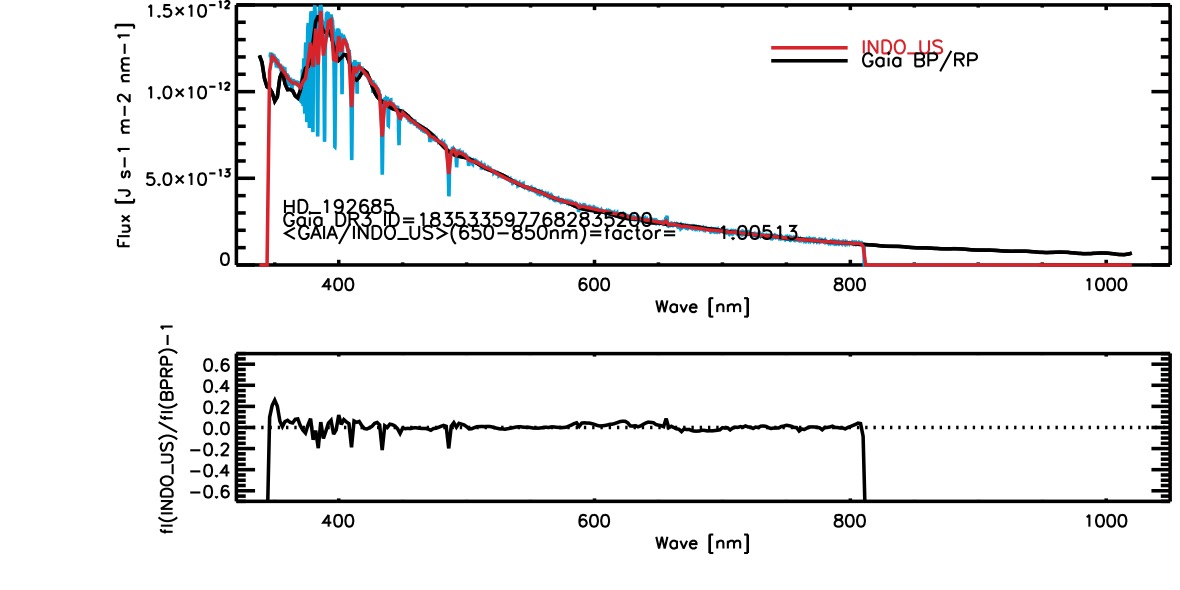 1.5×10−12
1.0×10−12
5.0×10−13
0
Flux [J s−1 m−2 nm−1]
INDO_US
Gaia BP/RP
HD_192685
Gaia DR3 ID=1835335977682835200
<GAIA/INDO_US>(650−850nm)=factor= 1.00513
400 600 800 1000
Wave [nm]
fl(INDO_US)/fl(BPRP)−1
0.6
0.4
0.2
0.0
−0.2
−0.4
−0.6
400 600 800 1000
Wave [nm]